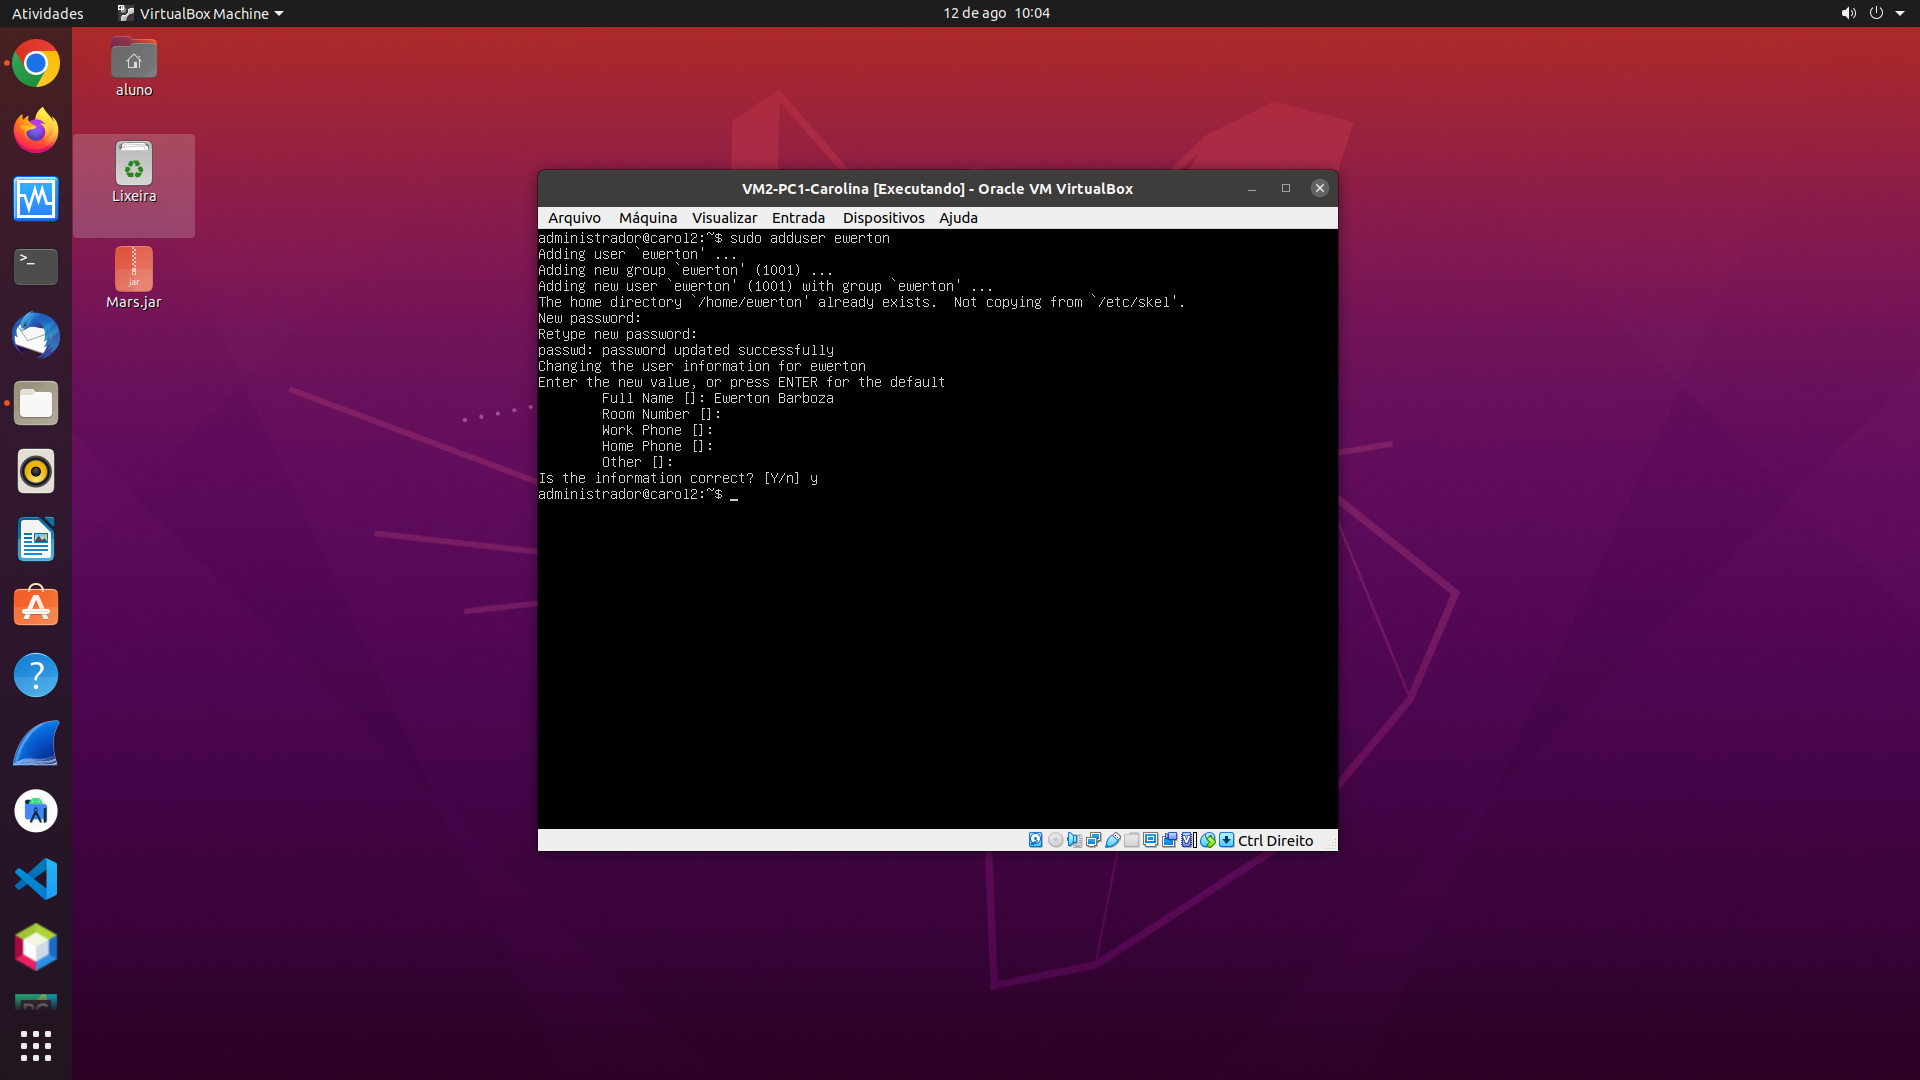 Atividades
VirtualBox Machine
12 de ago 10:04
aluno
Lixeira
jar
Mars.jar
VM2-PC1-Carolina [Executando] - Oracle VM VirtualBox
Arquivo Máquina Visualizar Entrada Dispositivos Ajuda
administrador@carol2:~$ sudo adduser ewerton
Adding user `ewerton' ...
Adding new group `ewerton' (1001) ...
Adding new user `ewerton' (1001) with group `ewerton' ...
The home directory `/home/ewerton' already exists.  Not copying from `/etc/skel'.
New password:
Retype new password:
passwd: password updated successfully
Changing the user information for ewerton
Enter the new value, or press ENTER for the default
Full Name []: Ewerton Barboza
Room Number []:
Work Phone []:
Home Phone []:
Other []:
Is the information correct? [Y/n] y
administrador@carol2:~$ _
Ctrl Direito